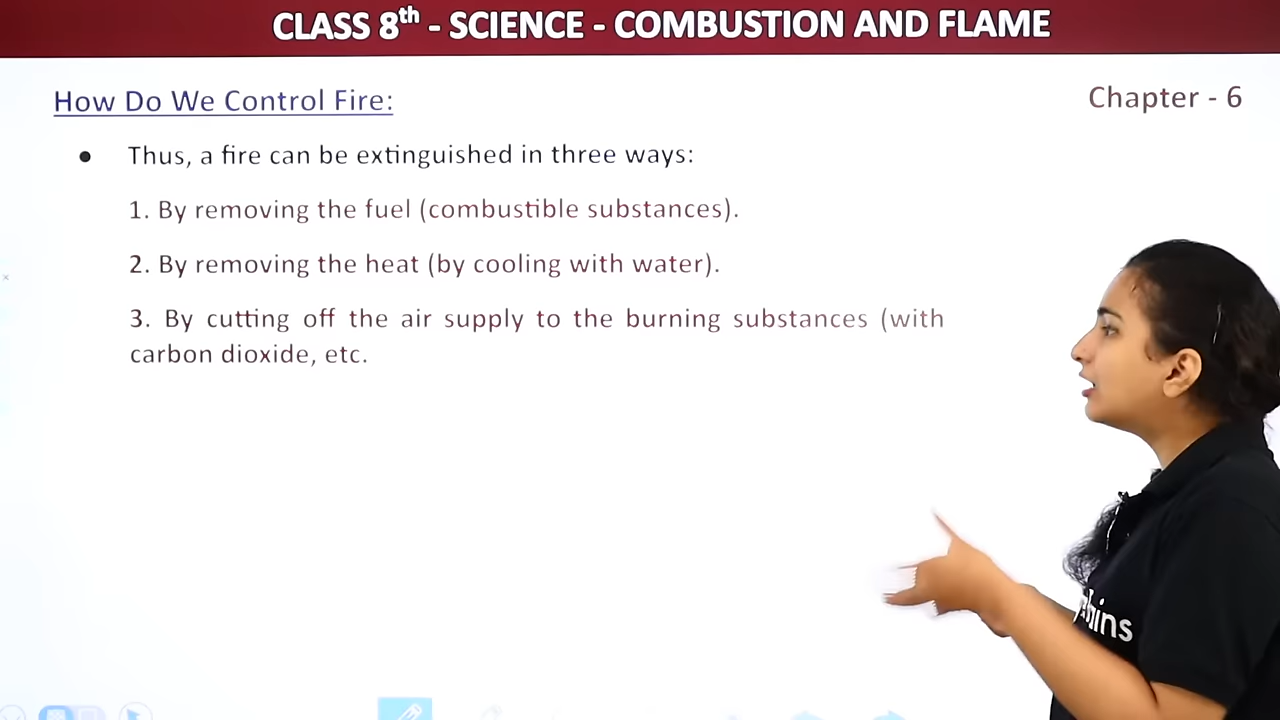 CLASS 8th - SCIENCE - COMBUSTION AND FLAME
How Do We Control Fire:
Chapter - 6
● Thus, a fire can be extinguished in three ways:
1. By removing the fuel (combustible substances).
2. By removing the heat (by cooling with water).
3. By cutting off the air supply to the burning substances (with
carbon dioxide, etc.